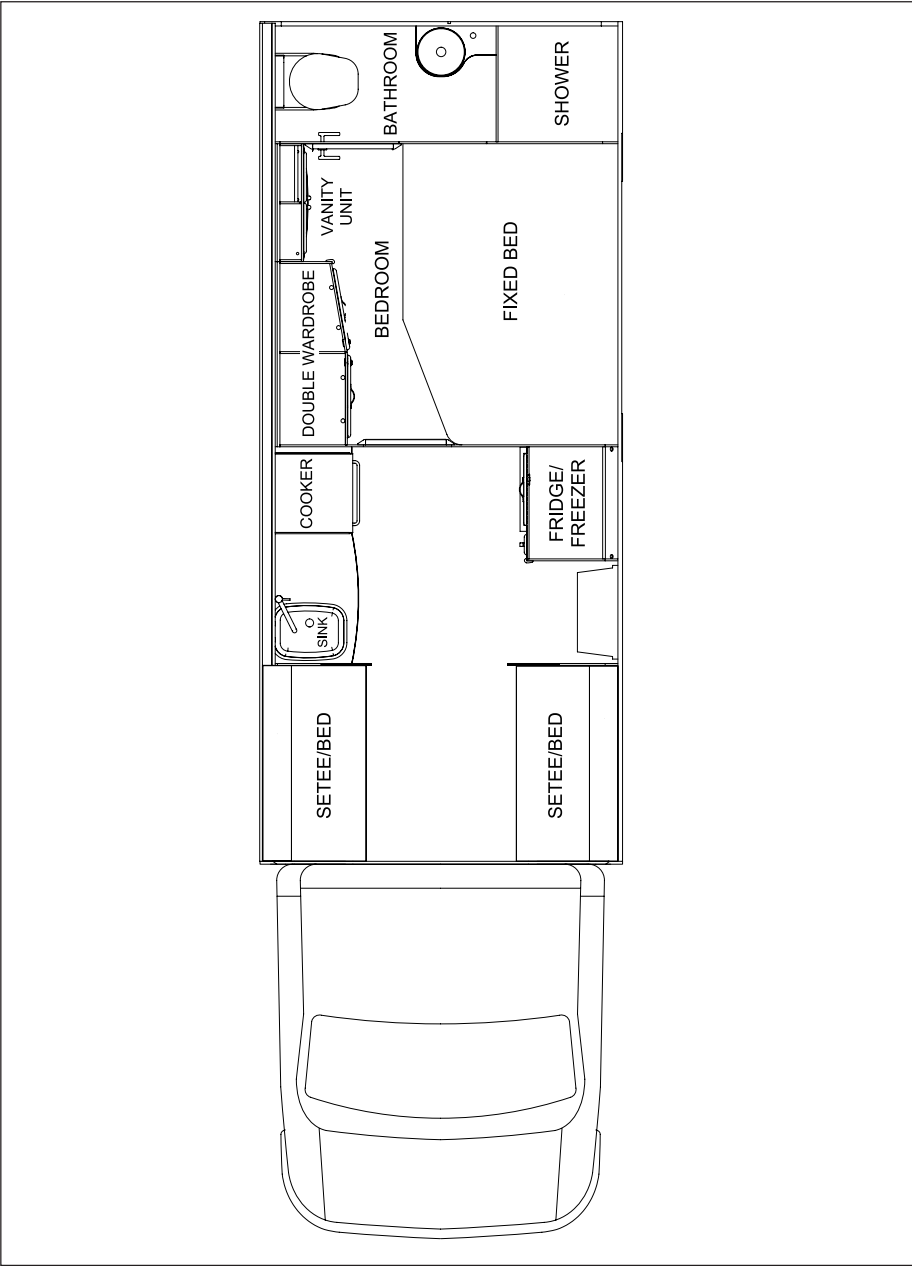 BATHROOM
SHOWER
VANITY
UNIT
DOUBLE WARDROBE
BEDROOM
FIXED BED
COOKER
FRIDGE/
FREEZER
SINK
SETEE/BED
SETEE/BED